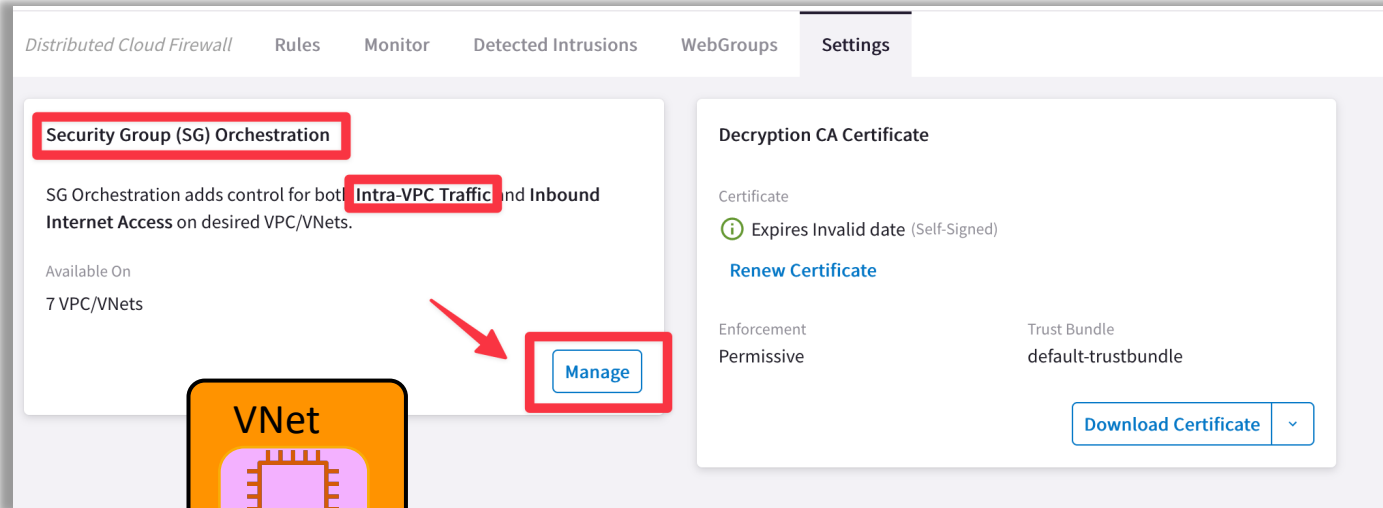 Distributed Cloud Firewall Rules Monitor Detected Intrusions WebGroups Settings
Security Group (SG) Orchestration
SG Orchestration adds control for both Intra-VPC Traffic and Inbound
Internet Access on desired VPC/VNets.
Available On
7 VPC/VNets
Manage
VNet
Decryption CA Certificate
Certificate
Expires Invalid date (Self-Signed)
Renew Certificate
Enforcement
Permissive
Trust Bundle
default-trustbundle
Download Certificate